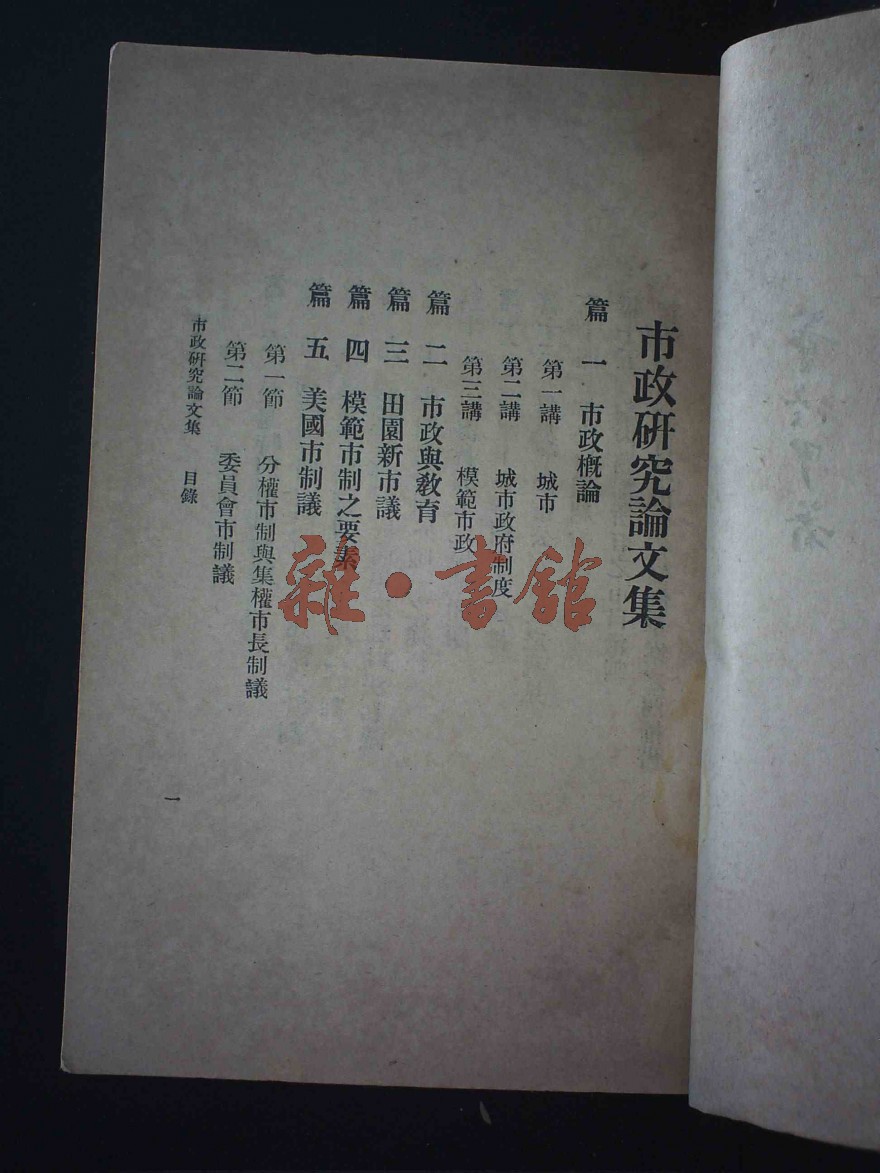 市政研究論文集
篇一 市政概論
第一講 城市
第二講 城市政府制度
第三講 模範市政
篇二 市政與教育
篇三 田園新市議
篇四 模範市制之要素
篇五 美國市制議
第一節 分權市制與集權市長制議
第二節 委員會市制議
市政研究論文集 目錄
一
雜·書館